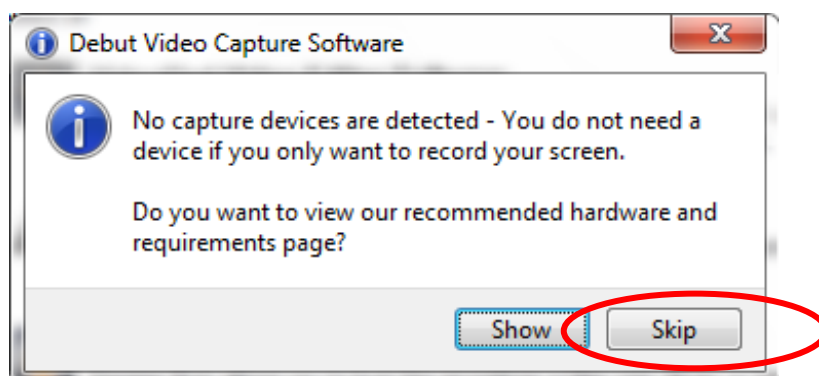 Debut Video Capture Software
No capture devices are detected - You do not need a
device if you only want to record your screen.
Do you want to view our recommended hardware and
requirements page?
Show
Skip